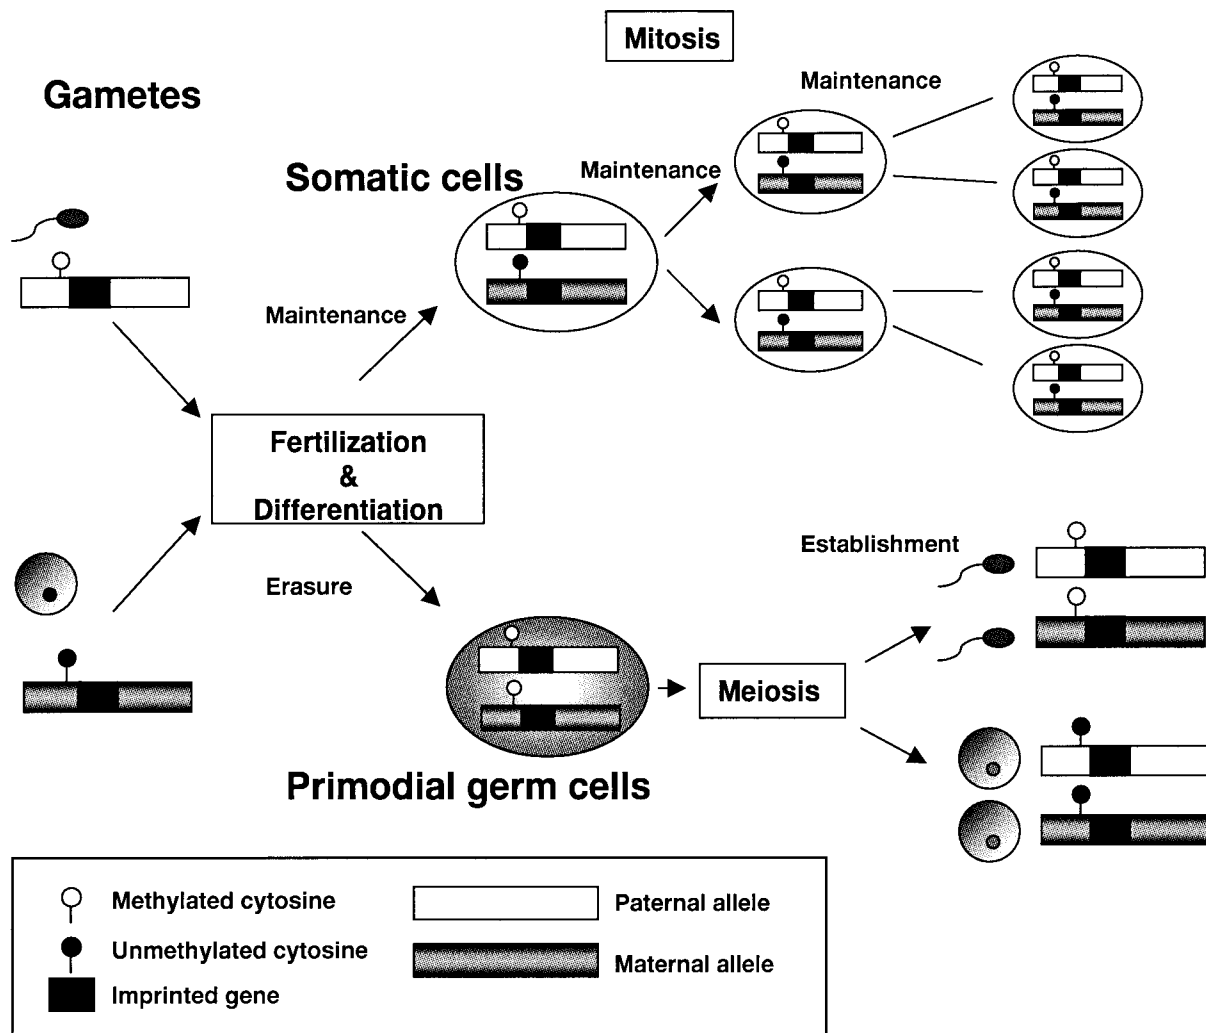 Mitosis
Gametes
Maintenance
Somatic cells
Maintenance
Maintenance
Fertilization
&
Differentiation
Erasure
Establishment
Meiosis
Primodial germ cells
Methylated cytosine
Paternal allele
Unmethylated cytosine
Maternal allele
Imprinted gene